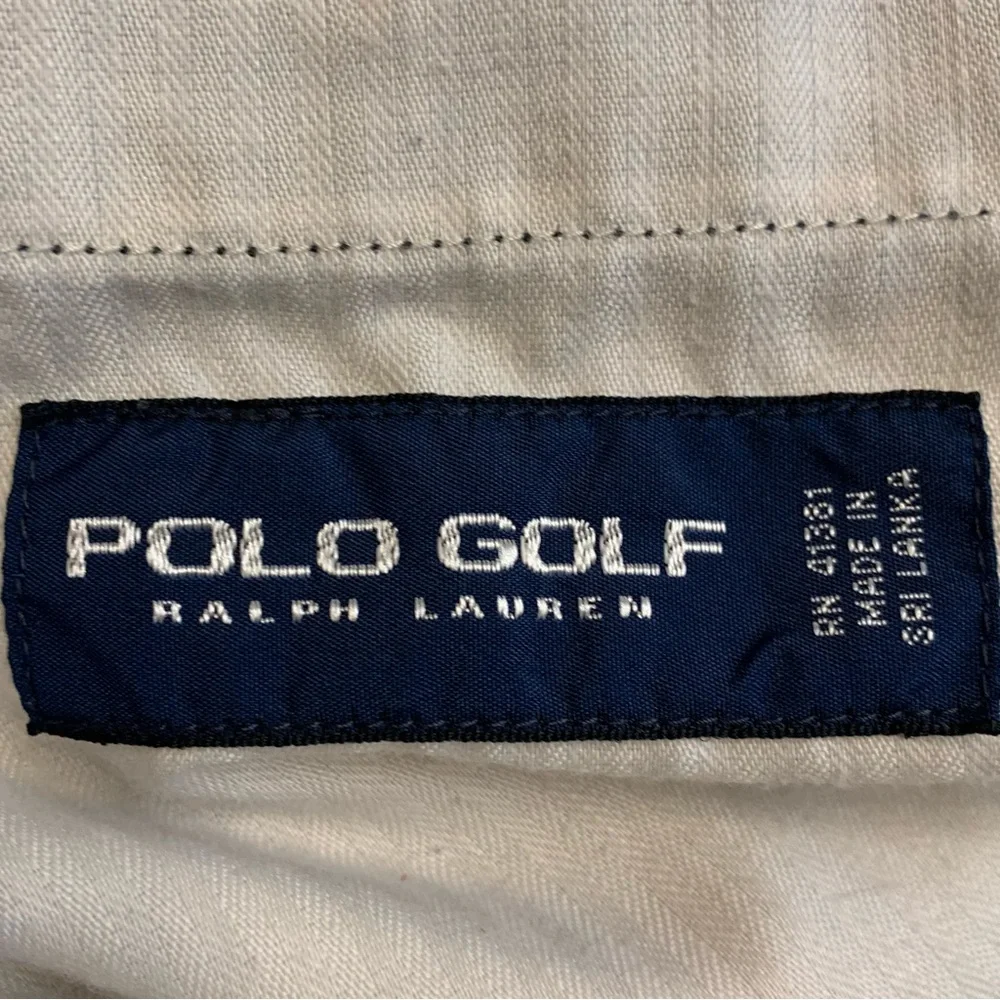 POLO GOLF
RALPH LAUREN
RN 41381
MADE IN
SRI LANKA